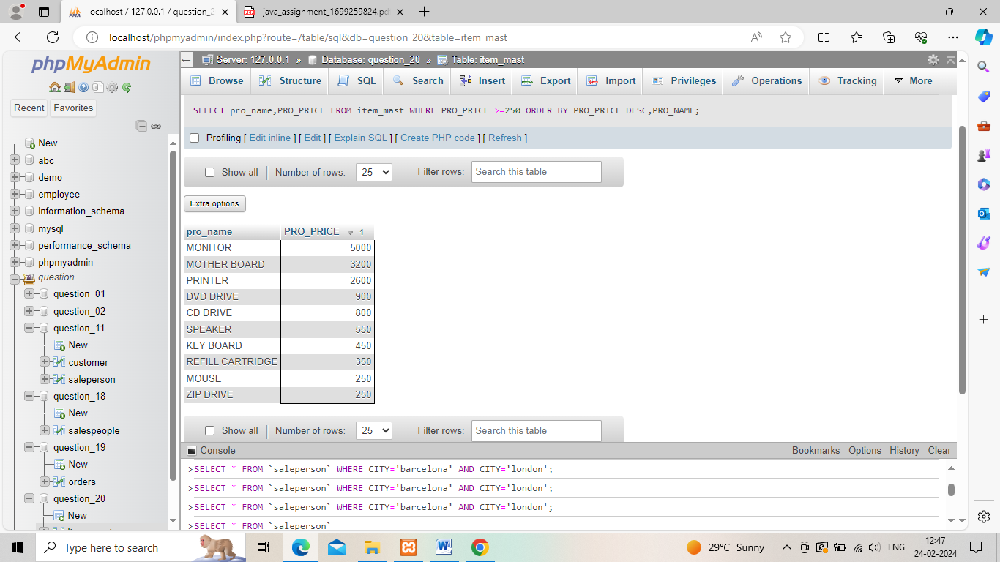 localhost / 127.0.0.1 / question_2
java_assignment_1699259824.pd
localhost/phpmyadmin/index.php?route=/table/sql&db=question_20&table=item_mast
phpMyAdmin
Recent
Favorites
New
abc
demo
employee
information_schema
mysql
performance_schema
phpmyadmin
question
question_01
question_02
question_11
New
customer
saleperson
question_18
New
salespeople
question_19
New
orders
question_20
New
Server: 127.0.0.1 » Database: question_20 » Table: item_mast
Browse Structure SQL Search Insert Export Import Privileges Operations Tracking More
SELECT pro_name,PRO_PRICE FROM item_mast WHERE PRO_PRICE >=250 ORDER BY PRO_PRICE DESC,PRO_NAME;
Profiling [ Edit inline ] [ Edit ] [ Explain SQL ] [ Create PHP code ] [ Refresh ]
Show all | Number of rows: 25 Filter rows: Search this table
Extra options
pro_name PRO_PRICE 1
MONITOR 5000
MOTHER BOARD 3200
PRINTER 2600
DVD DRIVE 900
CD DRIVE 800
SPEAKER 550
KEY BOARD 450
REFILL CARTRIDGE 350
MOUSE 250
ZIP DRIVE 250
Show all | Number of rows: 25 Filter rows: Search this table
Console Bookmarks Options History Clear
>SELECT * FROM `saleperson` WHERE CITY='barcelona' AND CITY='london';
>SELECT * FROM `saleperson` WHERE CITY='barcelona' AND CITY='london';
>SELECT * FROM `saleperson` WHERE CITY='barcelona' AND CITY='london';
>SELECT * FROM `saleperson`
Type here to search
29°C Sunny
ENG
12:47
24-02-2024